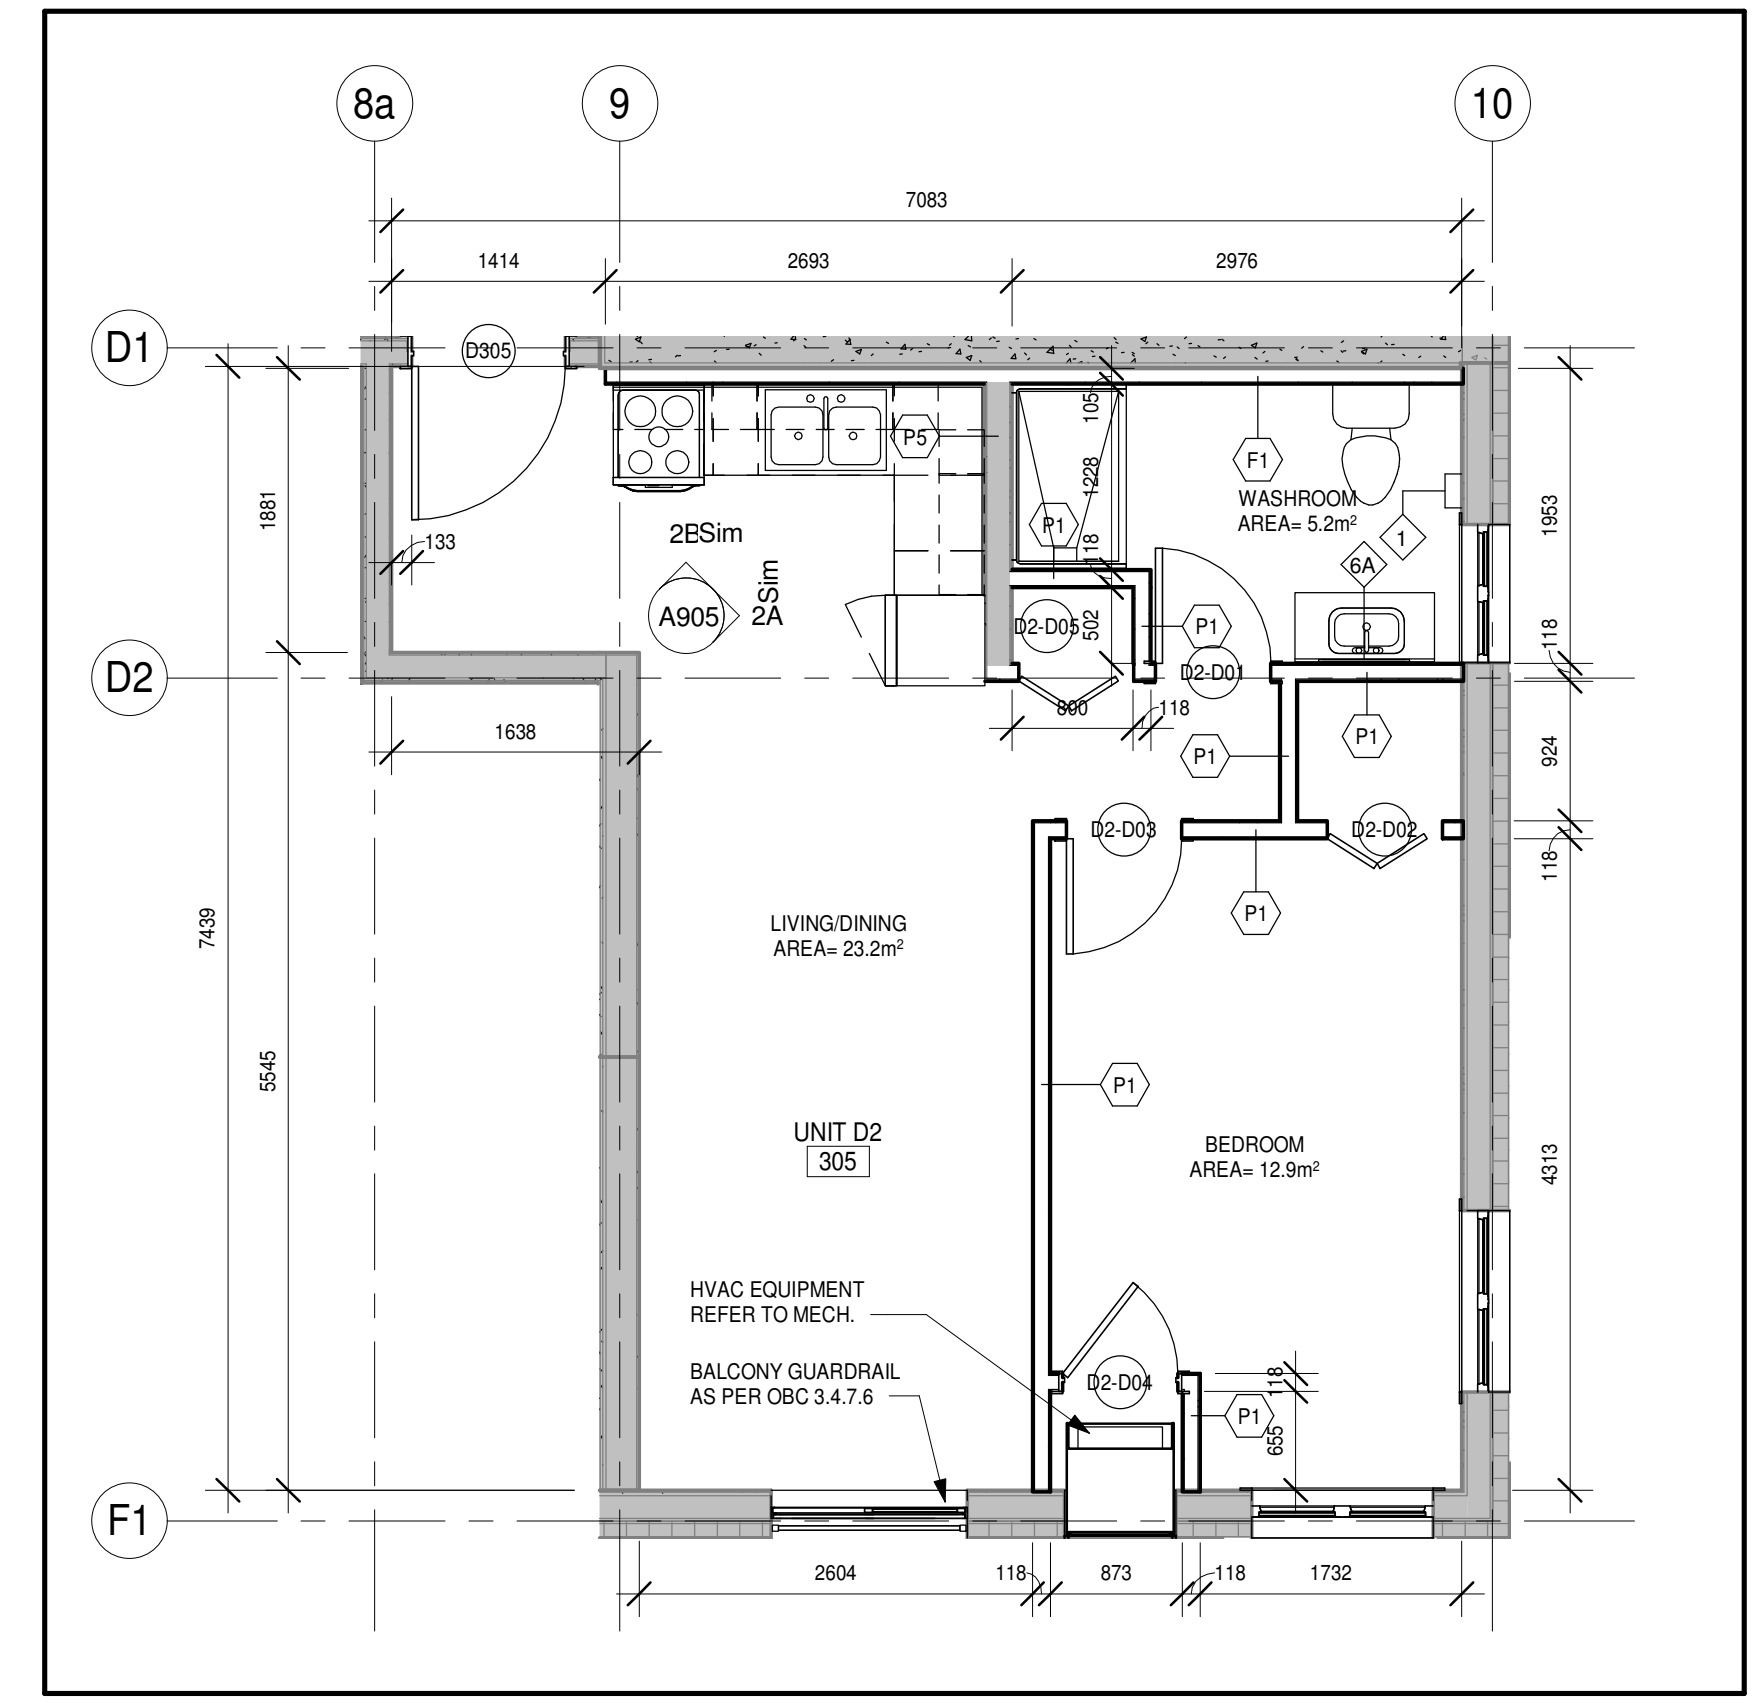 8a
9
10
7083
1414
2693
2976
D1
D305
105
P5
F1
1228
WASHROOM
AREA= 5.2m²
1881
1953
P1
1
133
2BSim
118
6A
Sim
A905
2A
D2-D05
502
P1
118
D2-D01
D2
800
118
1638
P1
P1
924
D2-D03
D2-D02
118
P1
7439
LIVING/DINING
AREA= 23.2m²
5545
P1
UNIT D2
305
BEDROOM
AREA= 12.9m²
4313
HVAC EQUIPMENT
REFER TO MECH.
BALCONY GUARDRAIL
AS PER OBC 3.4.7.6
D2-D04
118
P1
655
F1
2604
118
873
118
1732